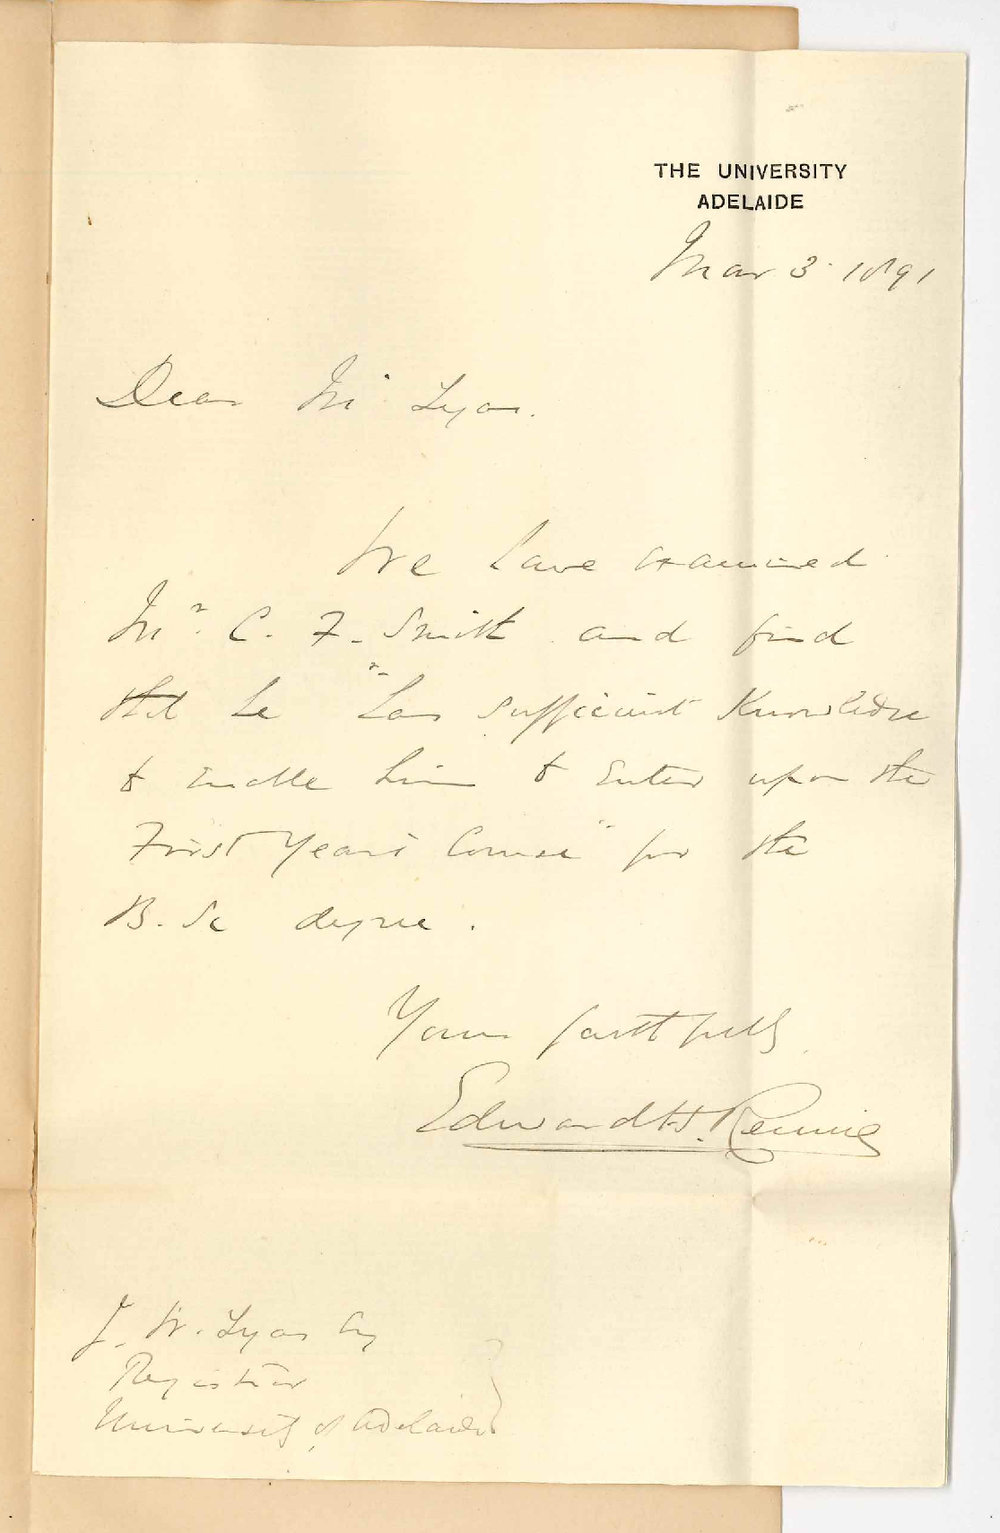 THE UNIVERSITY
ADELAIDE
Mar 3. 1891
Dear Mr Lyons.
We have examined
Mr. C. F. Smith and find
that he "has sufficient knowledge
to enable him to enter upon the
First Year's Course" for the
B. Sc degree.
Yours faithfully
Edward H. Rennie
J. W. Lyons Esq
Registrar
University of Adelaide